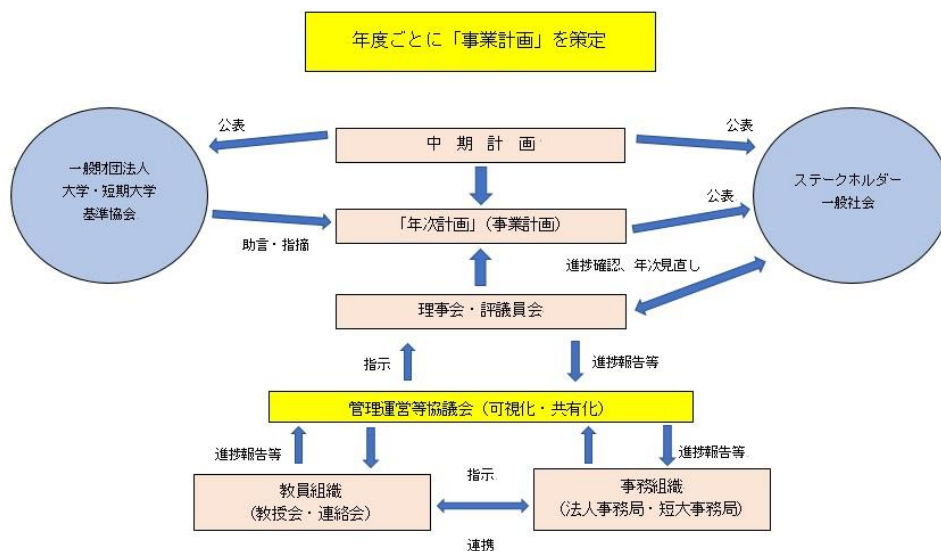 年度ごとに「事業計画」を策定
公表
中 期 計 画
公表
一般財団法人
大学・短期大学
基準協会
ステークホルダー
一般社会
公表
「年次計画」(事業計画)
助言・指摘
進捗確認、年次見直し
理事会・評議員会
指示
進捗報告等
管理運営等協議会(可視化・共有化)
進捗報告等
進捗報告等
指示
教員組織
(教授会・連絡会)
事務組織
(法人事務局・短大事務局)
連携